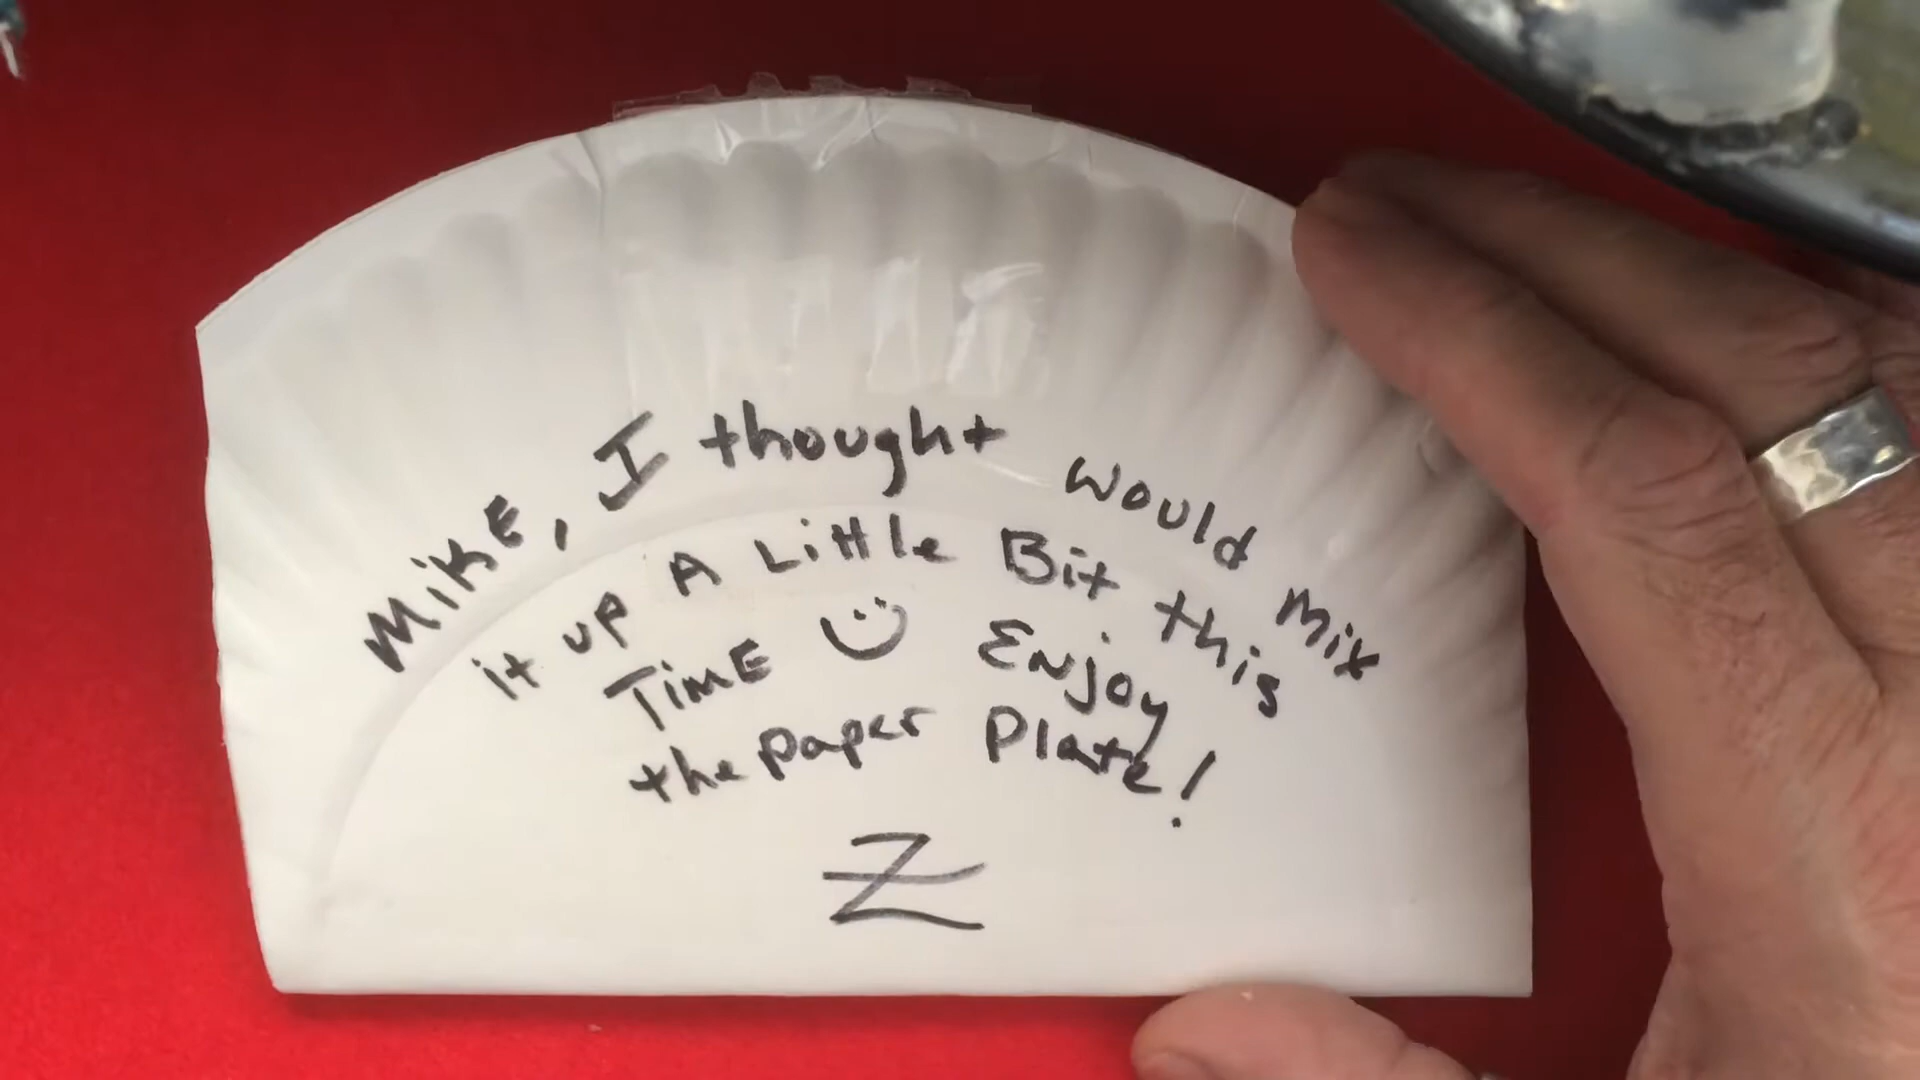 Mike, I thought would mix
it up A Little Bit this
TimE :) Enjoy
the paper Plate!
Z